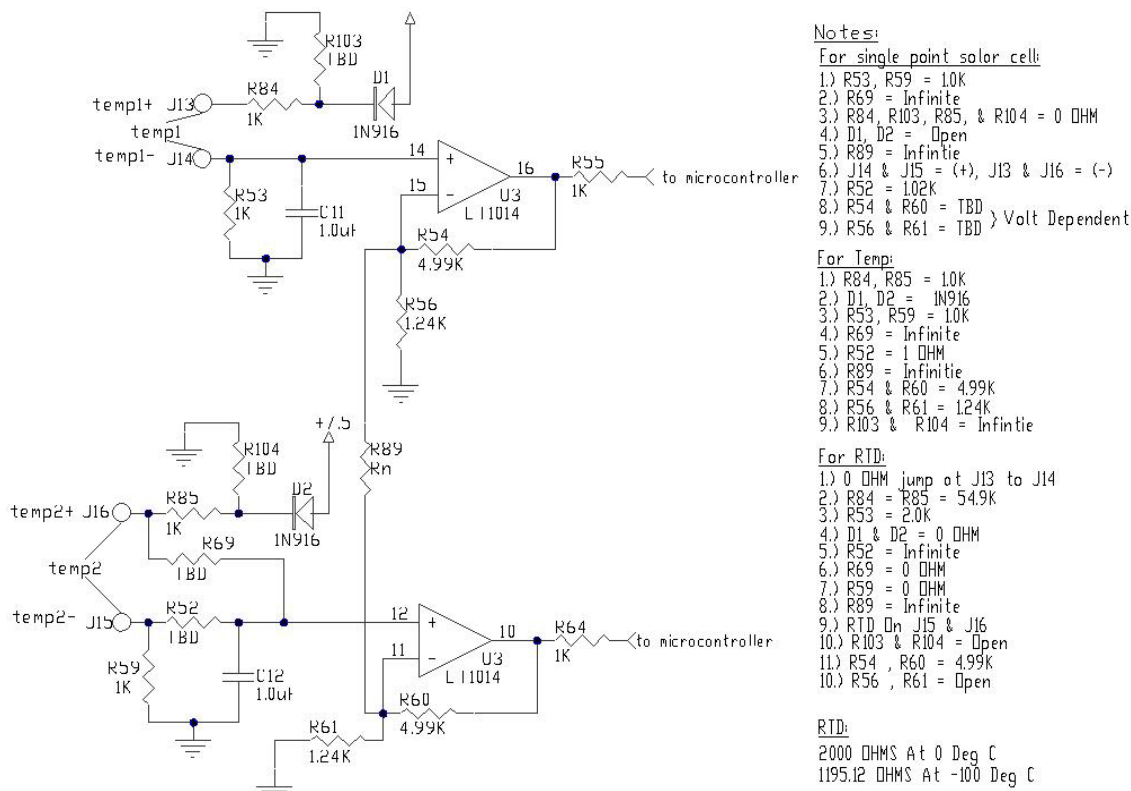 R103
TBD
D1
R84
temp1+ J13
1K
1N916
temp1
temp1- J14
14
+
16
R55
to microcontroller
15
-
1K
R53
1K
C11
1.0uf
U3
LT1014
R54
4.99K
R56
1.24K
+7.5
R104
TBD
R89
Rn
D2
R85
temp2+ J16
1K
1N916
R69
temp2
TBD
R52
temp2- J15
TBD
12
+
10
R64
to microcontroller
11
-
1K
R59
1K
C12
1.0uf
U3
LT1014
R60
4.99K
R61
1.24K
Notes:
For single point solar cell:
1.) R53, R59 = 1.0K
2.) R69 = Infinite
3.) R84, R103, R85, & R104 = 0 OHM
4.) D1, D2 = Open
5.) R89 = Infintie
6.) J14 & J15 = (+), J13 & J16 = (-)
7.) R52 = 1.02K
8.) R54 & R60 = TBD
9.) R56 & R61 = TBD } Volt Dependent
For Temp:
1.) R84, R85 = 1.0K
2.) D1, D2 = 1N916
3.) R53, R59 = 1.0K
4.) R69 = Infinite
5.) R52 = 1 OHM
6.) R89 = Infinitie
7.) R54 & R60 = 4.99K
8.) R56 & R61 = 1.24K
9.) R103 & R104 = Infintie
For RTD:
1.) 0 OHM jump at J13 to J14
2.) R84 = R85 = 54.9K
3.) R53 = 2.0K
4.) D1 & D2 = 0 OHM
5.) R52 = Infinite
6.) R69 = 0 OHM
7.) R59 = 0 OHM
8.) R89 = Infinite
9.) RTD On J15 & J16
10.) R103 & R104 = Open
11.) R54 , R60 = 4.99K
10.) R56 , R61 = Open
RTD:
2000 OHMS At 0 Deg C
1195.12 OHMS At -100 Deg C